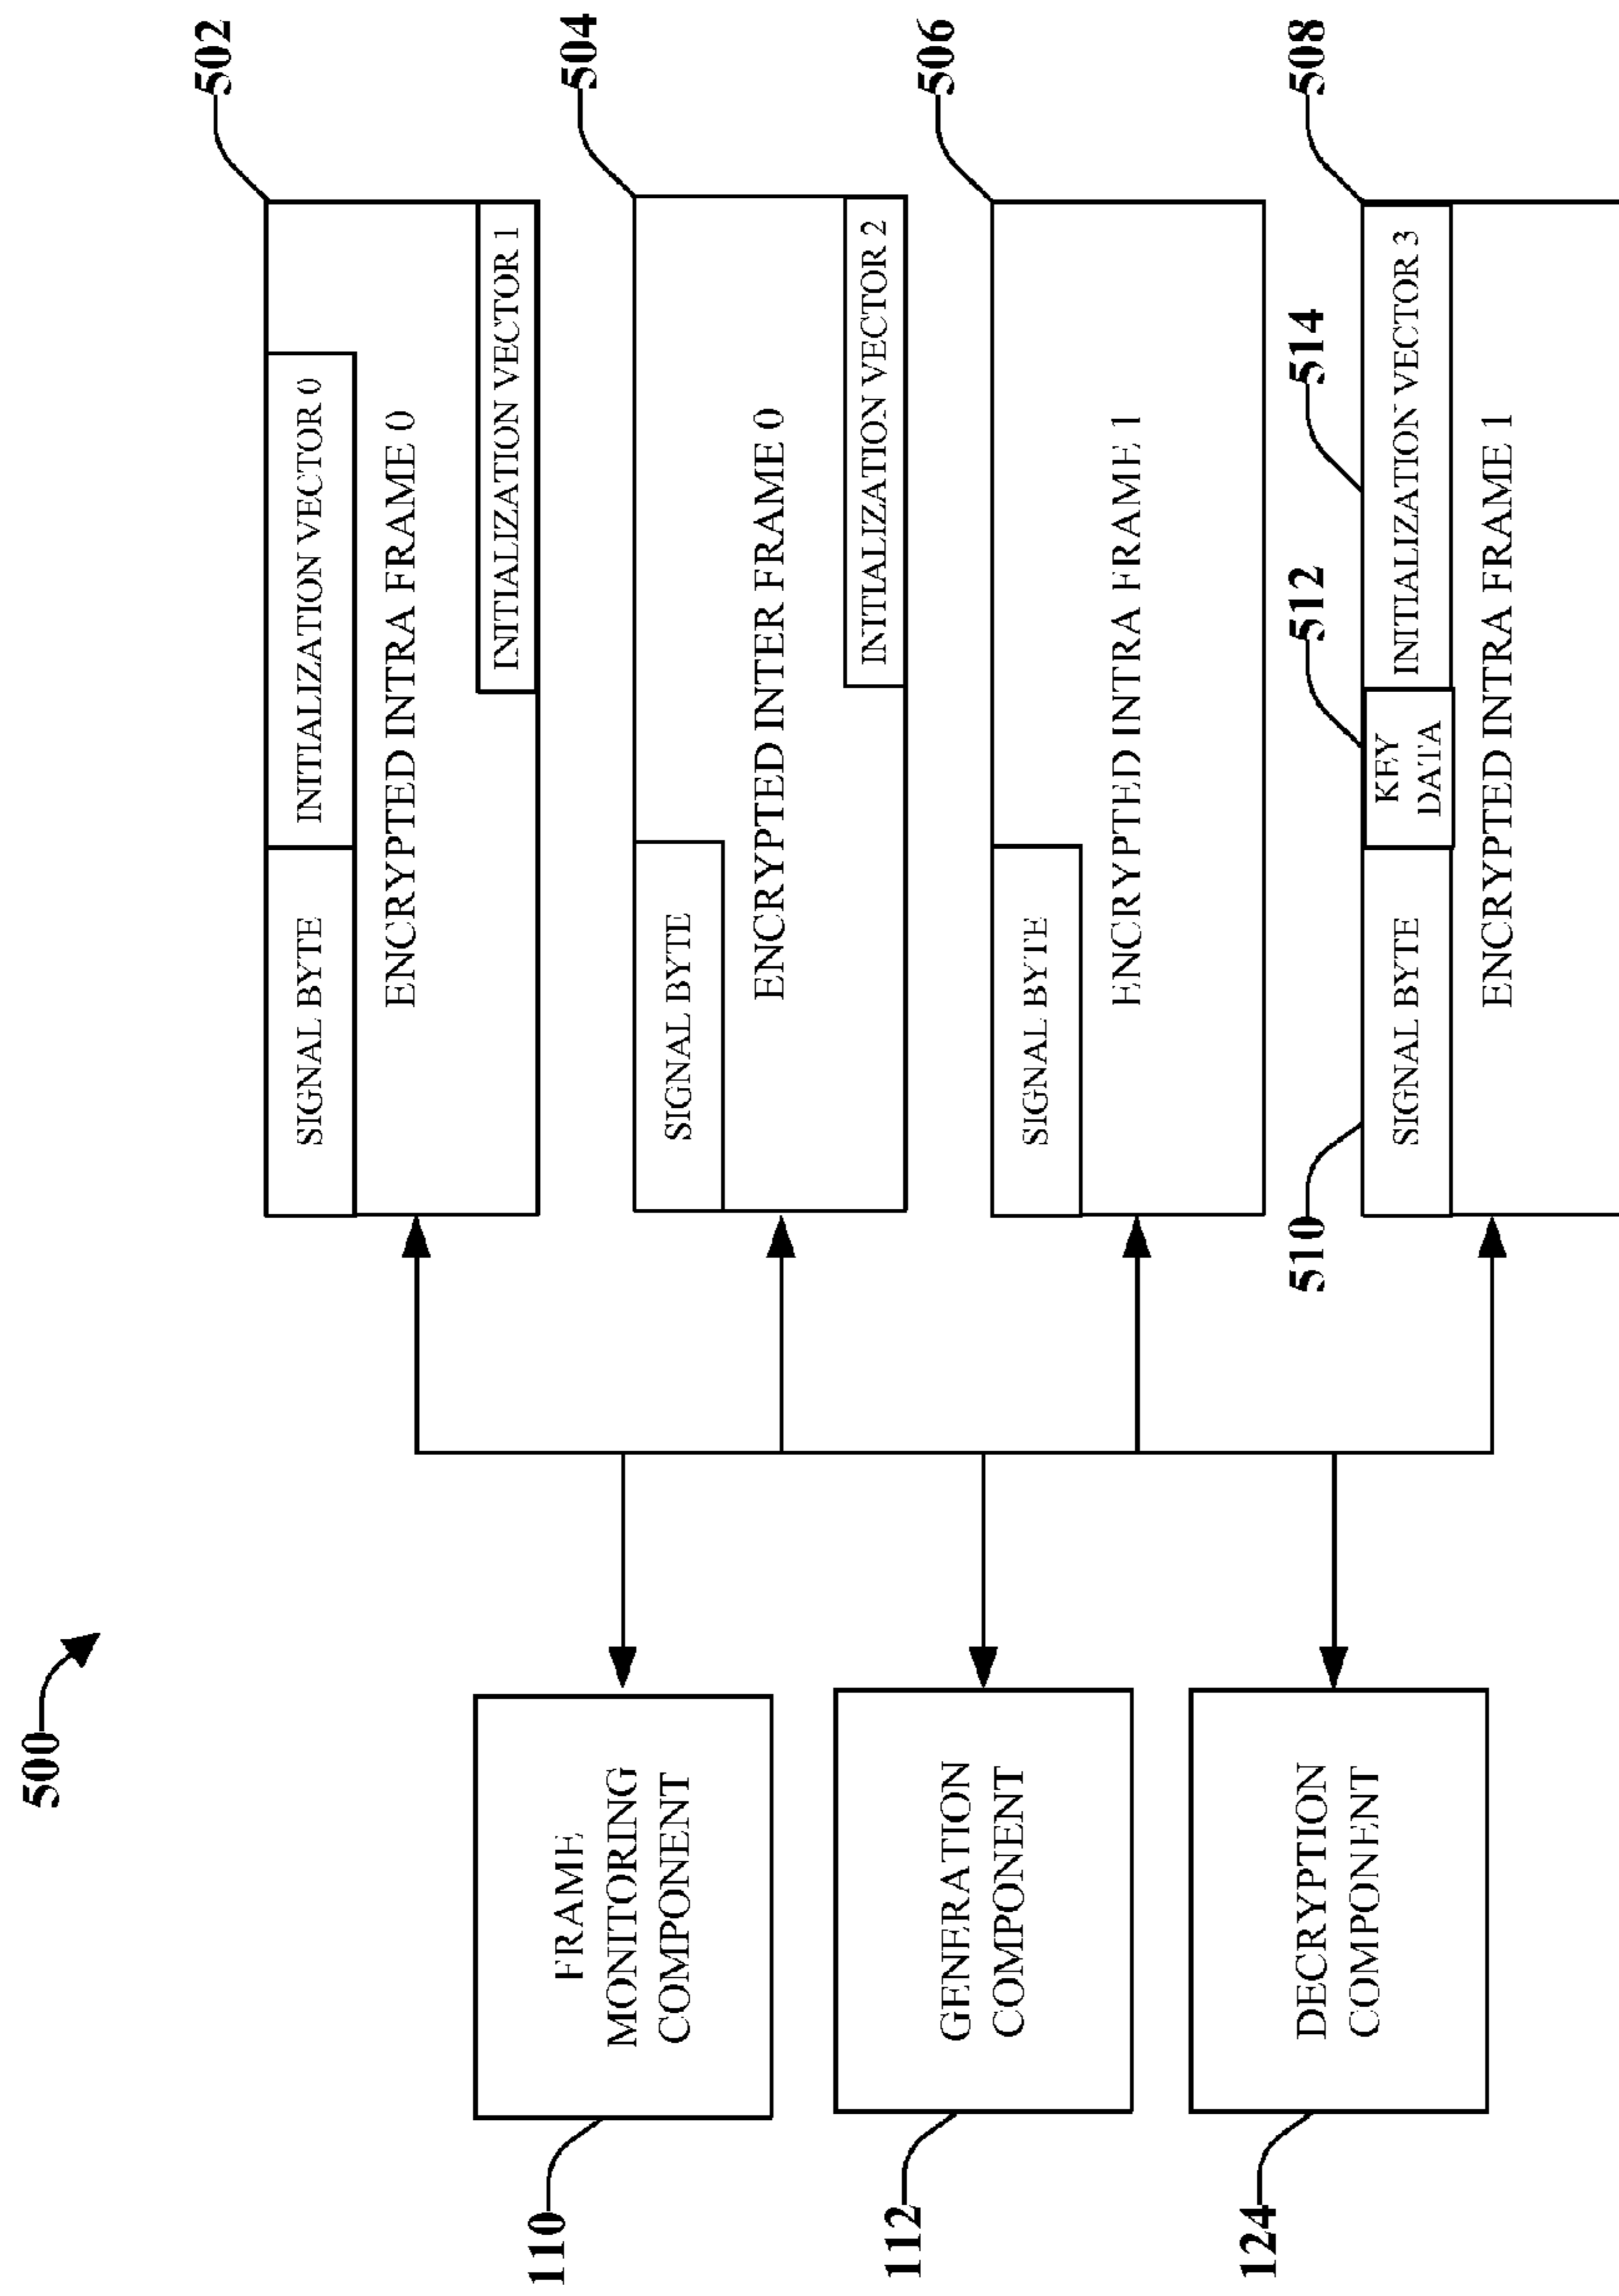 500
110
FRAME
MONITORING
COMPONENT
112
GENERATION
COMPONENT
124
DECRYPTION
COMPONENT
502
SIGNAL BYTE
INITIALIZATION VECTOR 0
ENCRYPTED INTRA FRAME 0
INITIALIZATION VECTOR 1
504
SIGNAL BYTE
ENCRYPTED INTER FRAME 0
INITIALIZATION VECTOR 2
506
SIGNAL BYTE
ENCRYPTED INTRA FRAME 1
508
510
512
514
SIGNAL BYTE
KEY
DATA
INITIALIZATION VECTOR 3
ENCRYPTED INTRA FRAME 1